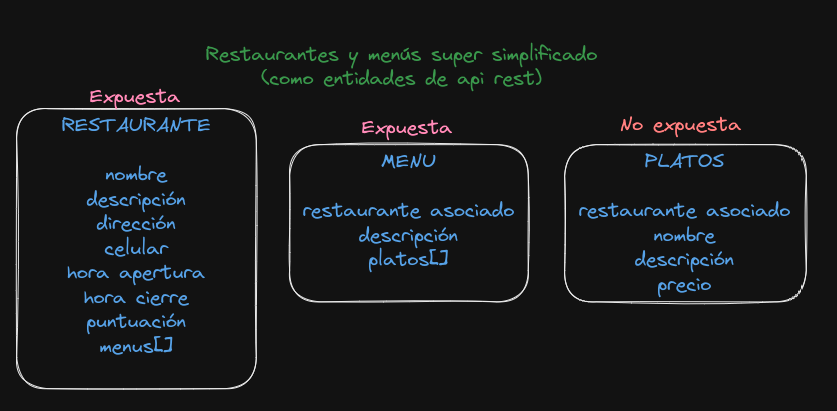 Restaurantes y menús super simplificado
(como entidades de api rest)
Expuesta
RESTAURANTE
nombre
descripción
dirección
celular
hora apertura
hora cierre
puntuación
menus[]
Expuesta
MENU
restaurante asociado
descripción
platos[]
No expuesta
PLATOS
restaurante asociado
nombre
descripción
precio